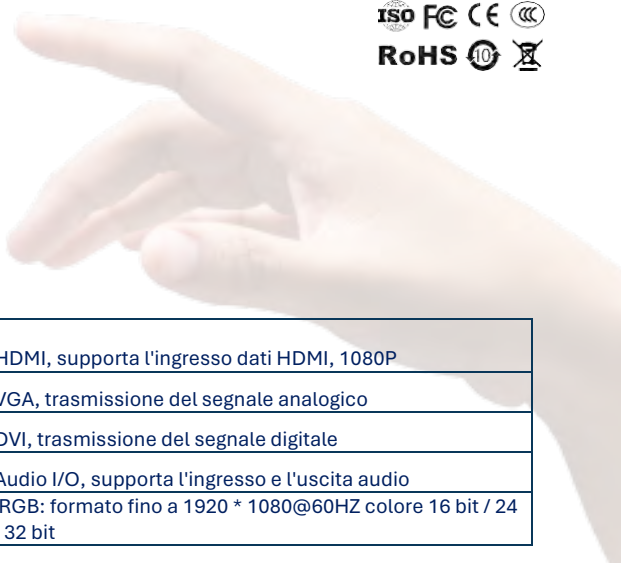 ISO FC CE CCC
RoHS 10
HDMI, supporta l'ingresso dati HDMI, 1080P
VGA, trasmissione del segnale analogico
DVI, trasmissione del segnale digitale
Audio I/O, supporta l'ingresso e l'uscita audio
RGB: formato fino a 1920 * 1080@60HZ colore 16 bit / 24
32 bit